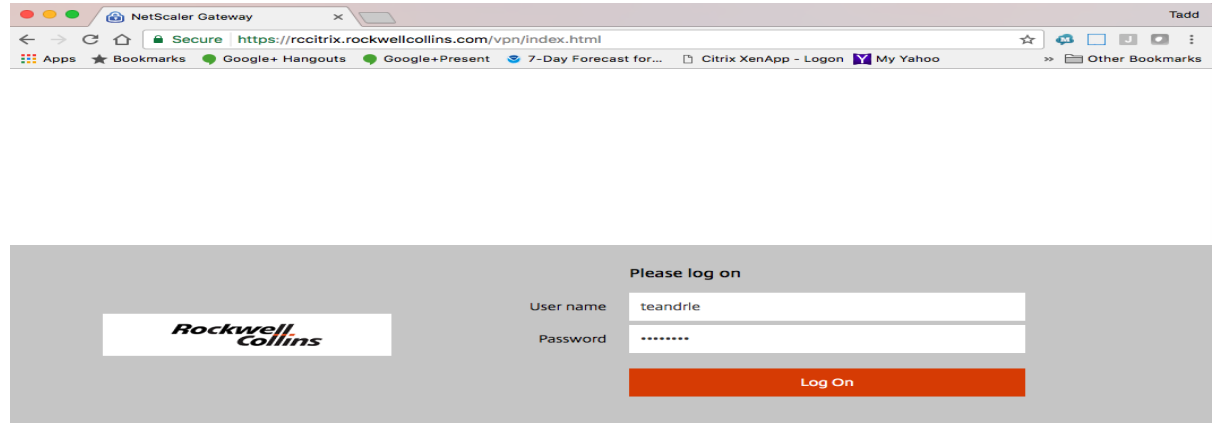 NetScaler Gateway × Tadd
Secure https://rccitrix.rockwellcollins.com/vpn/index.html
Apps Bookmarks Google+ Hangouts Google+Present 7-Day Forecast for... Citrix XenApp - Logon My Yahoo » Other Bookmarks
Please log on
User name teandrle
Rockwell
Collins
Password ••••••••
Log On